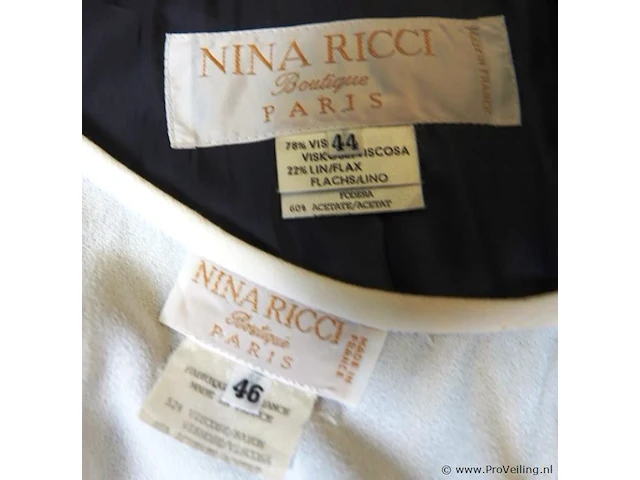 NINA RICCI
Boutique
PARIS
MADE IN FRANCE
44
78% VIS
VISCOSA
22% LIN/FLAX
FLACHS/LINO
FODERA
60% ACETATE/ACETAT
NINA RICCI
Boutique
PARIS
MADE IN
FRANCE
46
© www.ProVeiling.nl